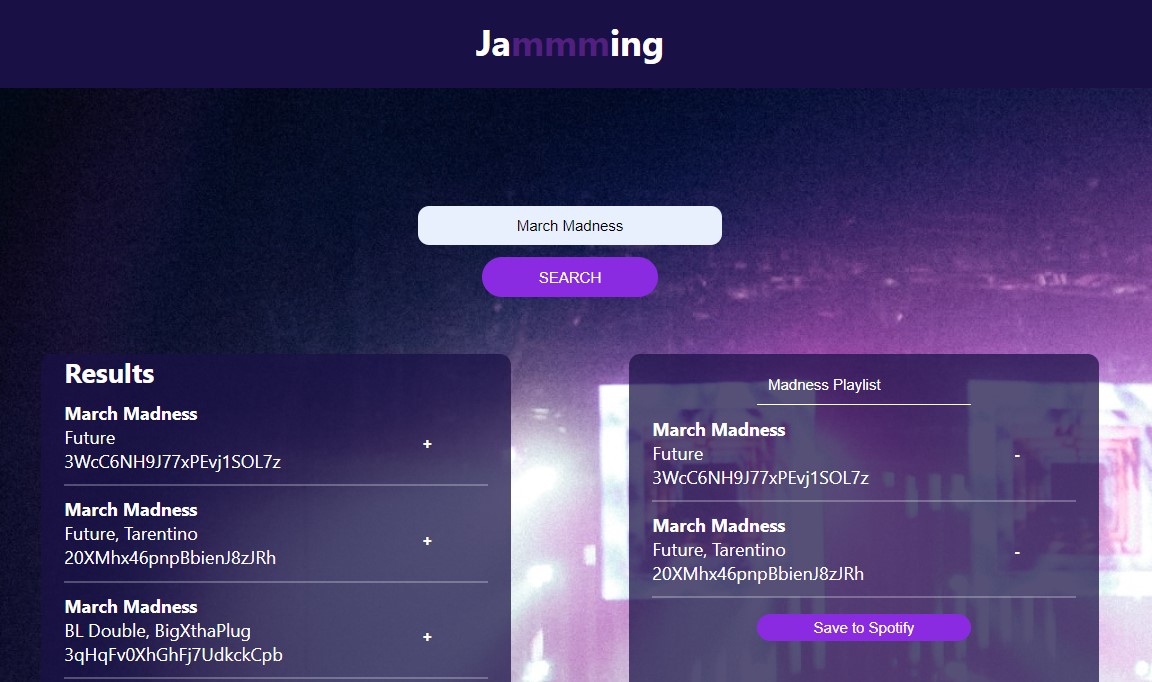 Jammming
March Madness
SEARCH
Results
March Madness
Future
3WcC6NH9J77xPEvj1SOL7z
+
March Madness
Future, Tarentino
20XMhx46pnpBbienJ8zJRh
+
March Madness
BL Double, BigXthaPlug
3qHqFv0XhGhFj7UdkckCpb
+
Madness Playlist
March Madness
Future
3WcC6NH9J77xPEvj1SOL7z
-
March Madness
Future, Tarentino
20XMhx46pnpBbienJ8zJRh
-
Save to Spotify